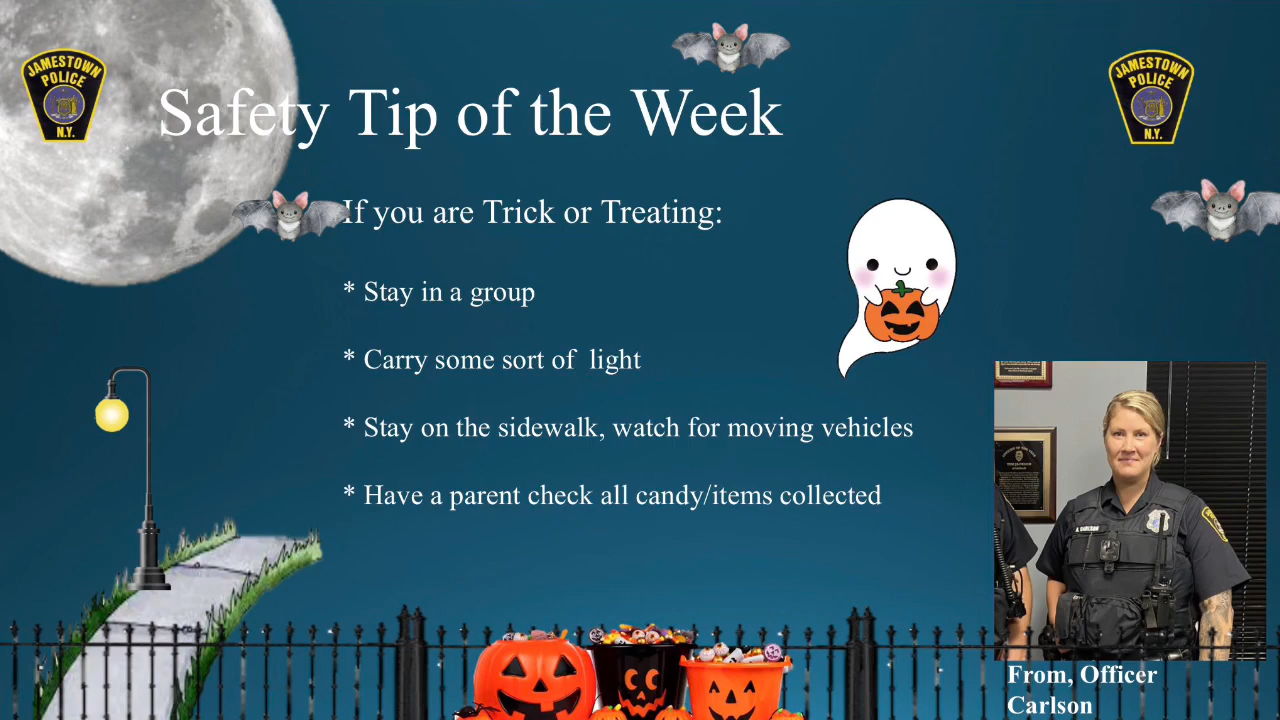 JAMESTOWN
POLICE
N.Y.
JAMESTOWN
POLICE
N.Y.
Safety Tip of the Week
If you are Trick or Treating:
* Stay in a group
* Carry some sort of light
* Stay on the sidewalk, watch for moving vehicles
* Have a parent check all candy/items collected
From, Officer
Carlson